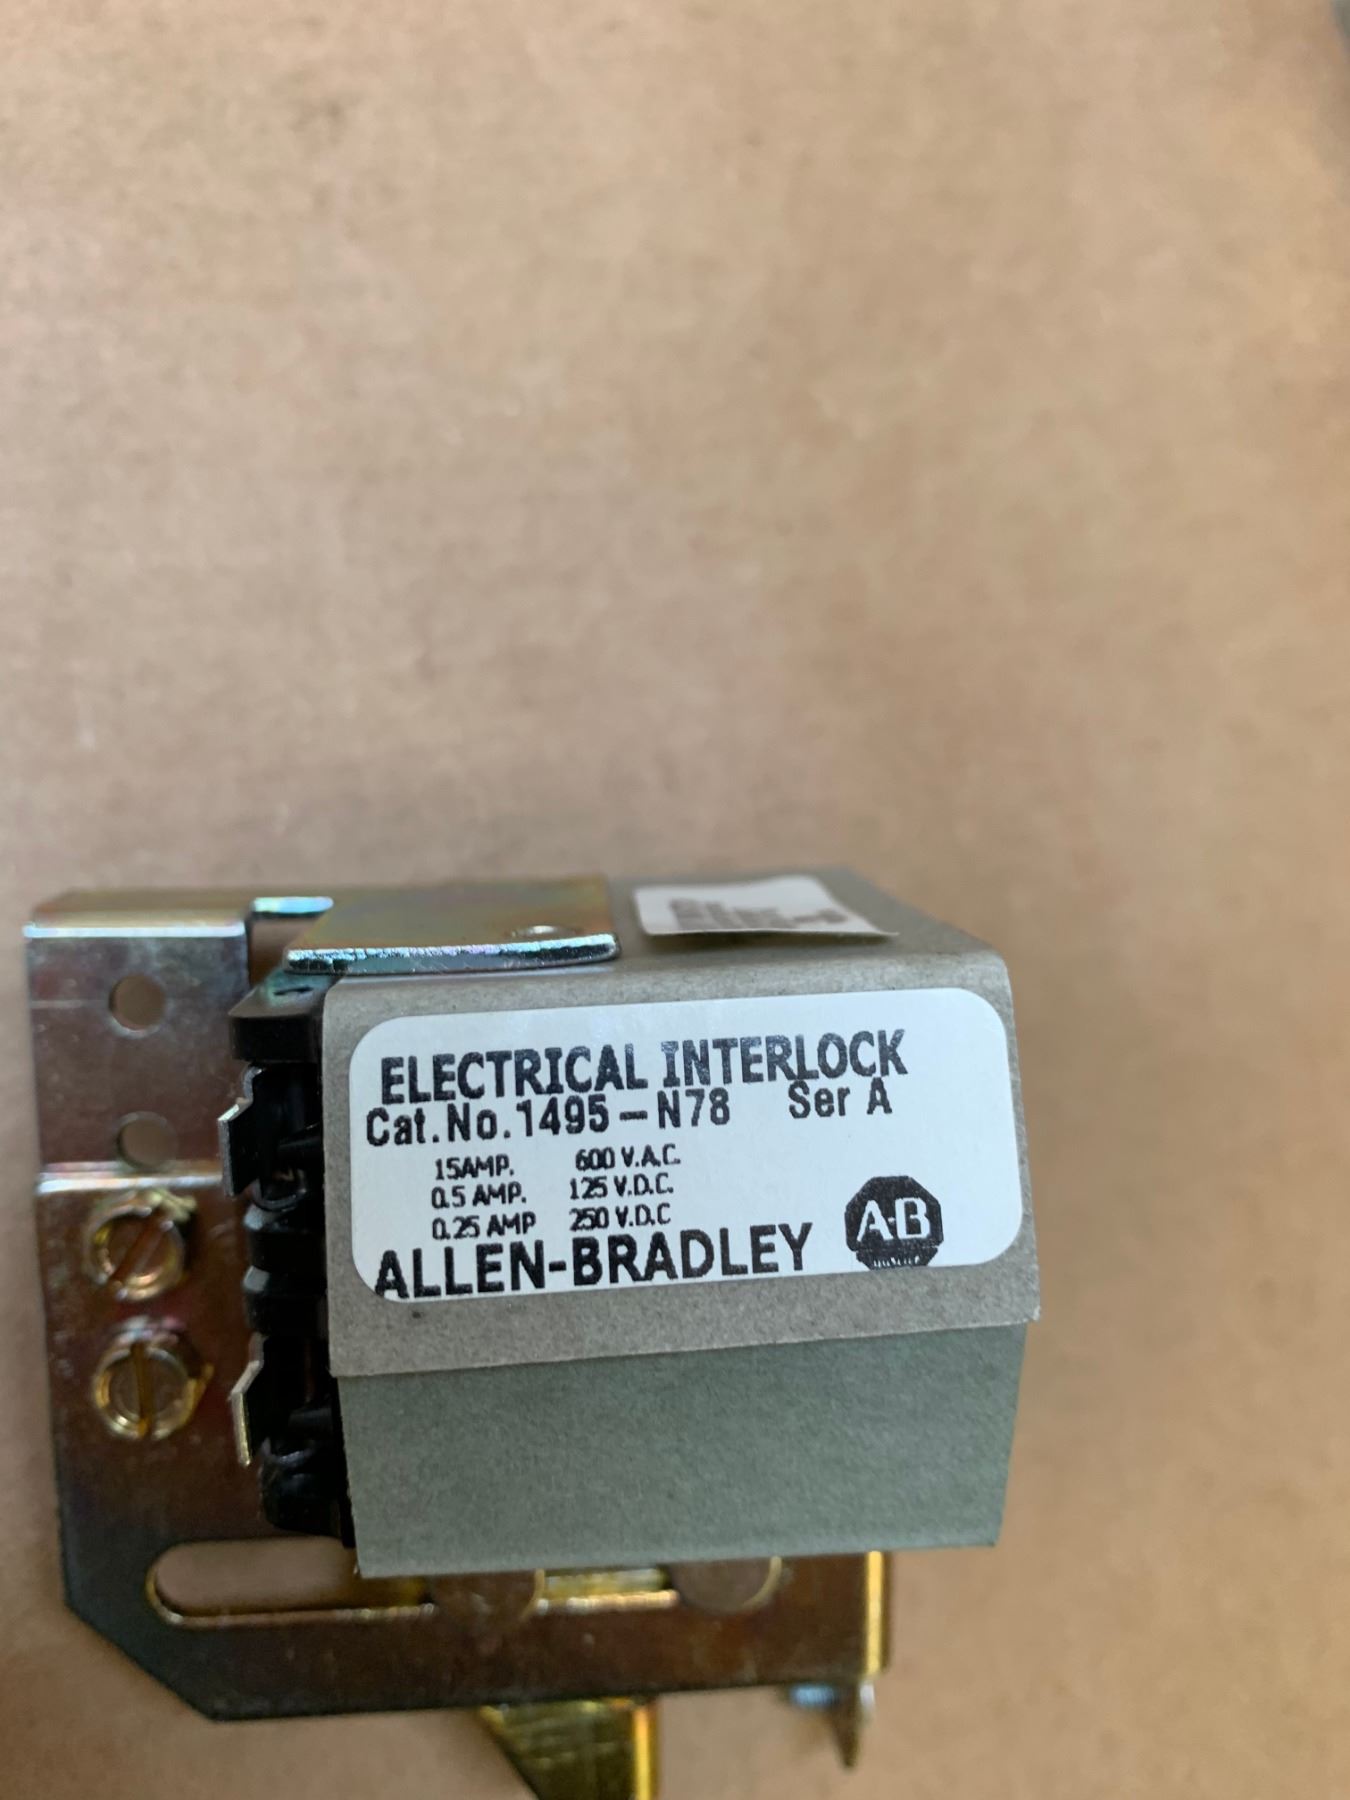 ELECTRICAL INTERLOCK
Cat. No. 1495-N78 Ser A
15AMP. 600 V.A.C.
0.5 AMP. 125 V.D.C.
0.25 AMP 250 V.D.C
ALLEN-BRADLEY A-B